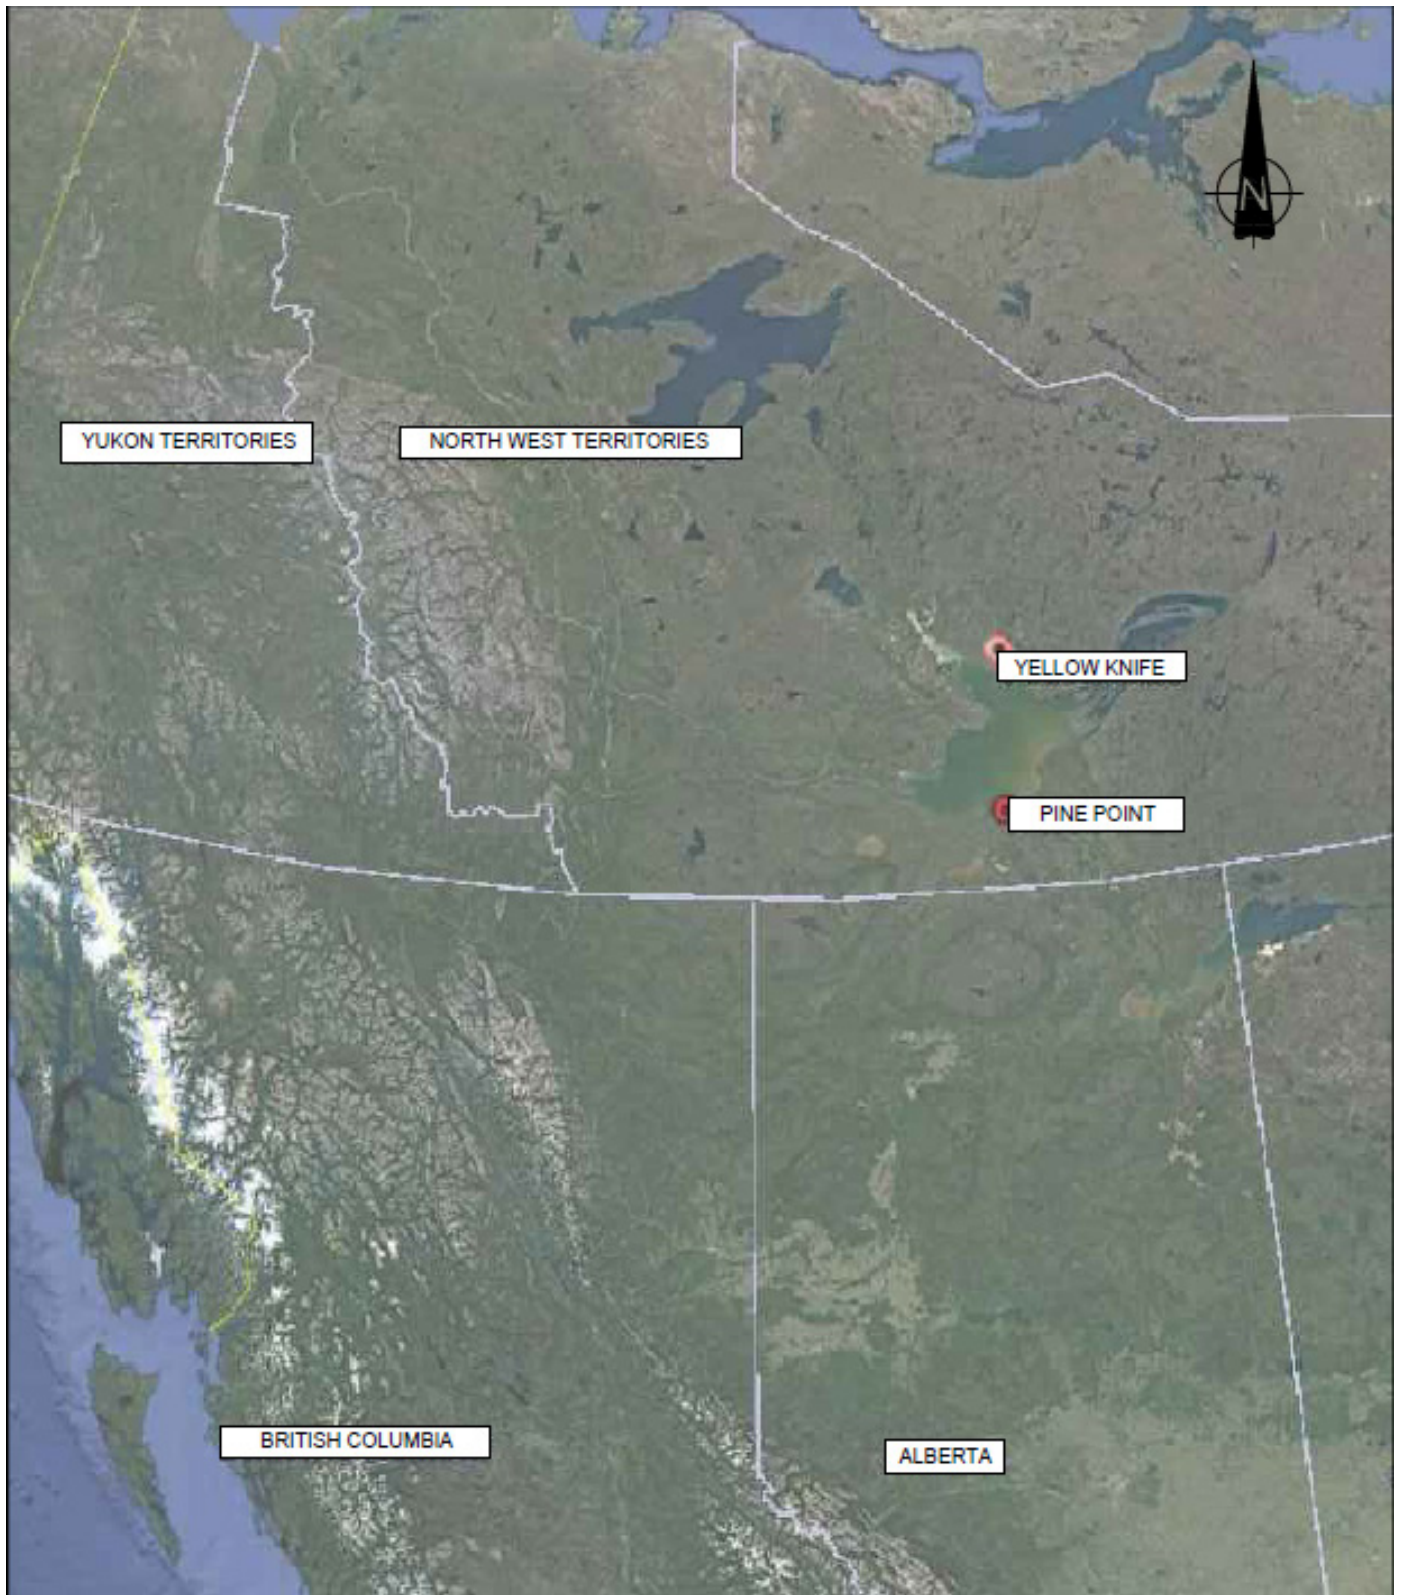 N
YUKON TERRITORIES
NORTH WEST TERRITORIES
YELLOW KNIFE
PINE POINT
BRITISH COLUMBIA
ALBERTA